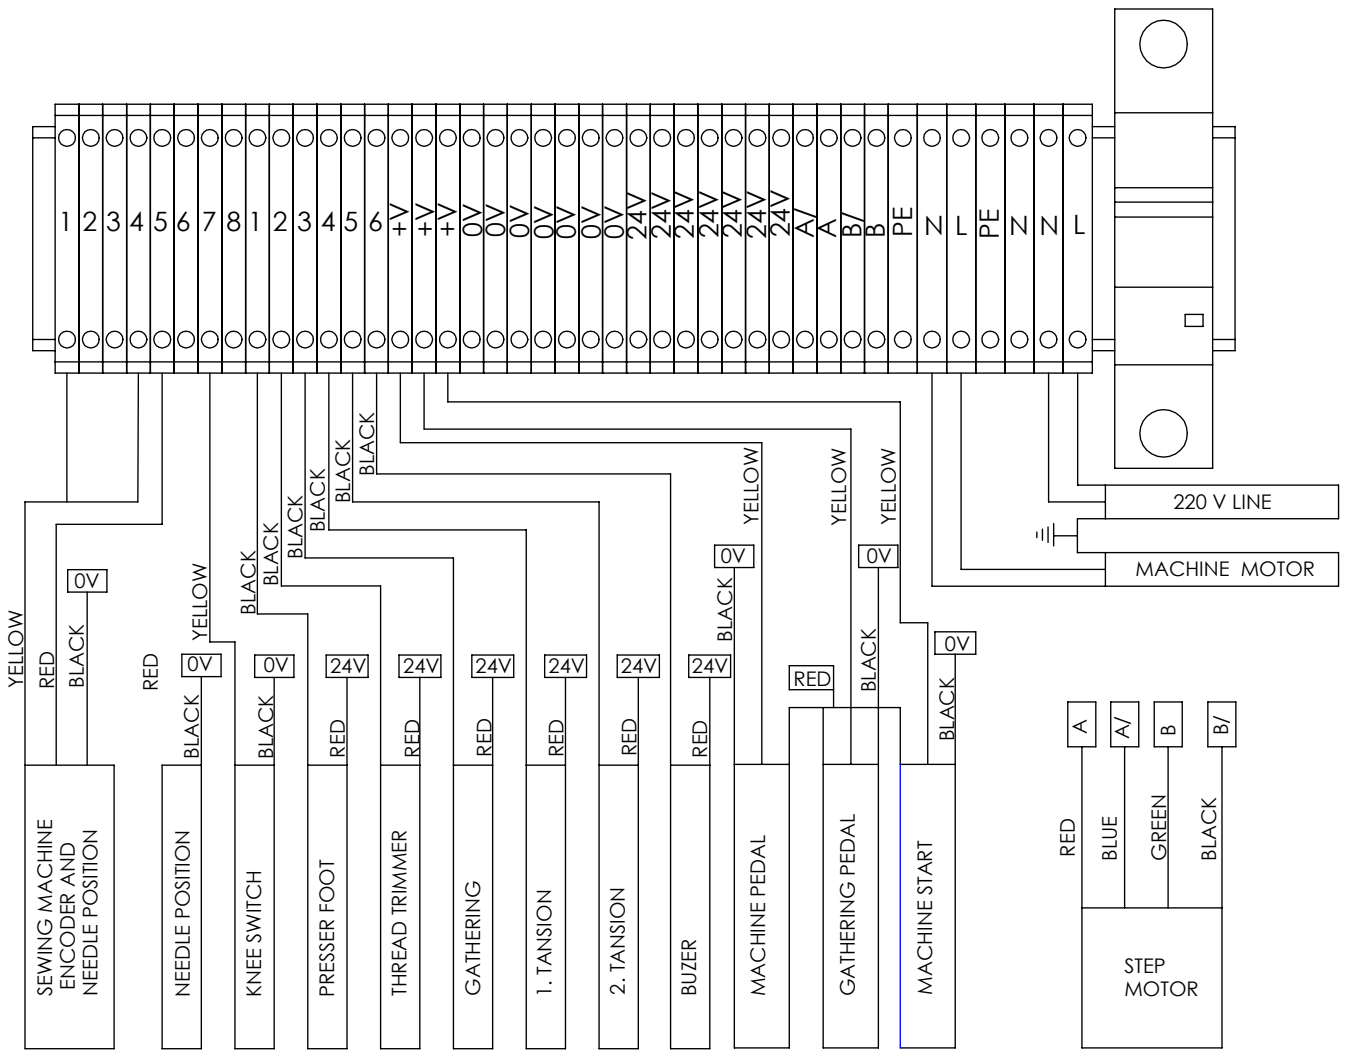 1 2 3 4 5 6 7 8 1 2 3 4 5 6 +V +V +V 0V 0V 0V 0V 0V 0V 0V 24V 24V 24V 24V 24V 24V 24V A/ A B/ B PE N L PE N N L
BLACK
BLACK
BLACK
BLACK
BLACK
BLACK
YELLOW
YELLOW
YELLOW
220 V LINE
MACHINE MOTOR
0V
0V
0V
YELLOW
RED
BLACK
RED
YELLOW
BLACK
BLACK
0V
0V
0V
24V
24V
24V
24V
24V
24V
RED
BLACK
BLACK
RED
RED
RED
RED
RED
RED
BLACK
A
A/
B
B/
RED
BLUE
GREEN
BLACK
SEWING MACHINE
ENCODER AND
NEEDLE POSITION
NEEDLE POSITION
KNEE SWITCH
PRESSER FOOT
THREAD TRIMMER
GATHERING
1. TANSION
2. TANSION
BUZER
MACHINE PEDAL
GATHERING PEDAL
MACHINE START
STEP
MOTOR